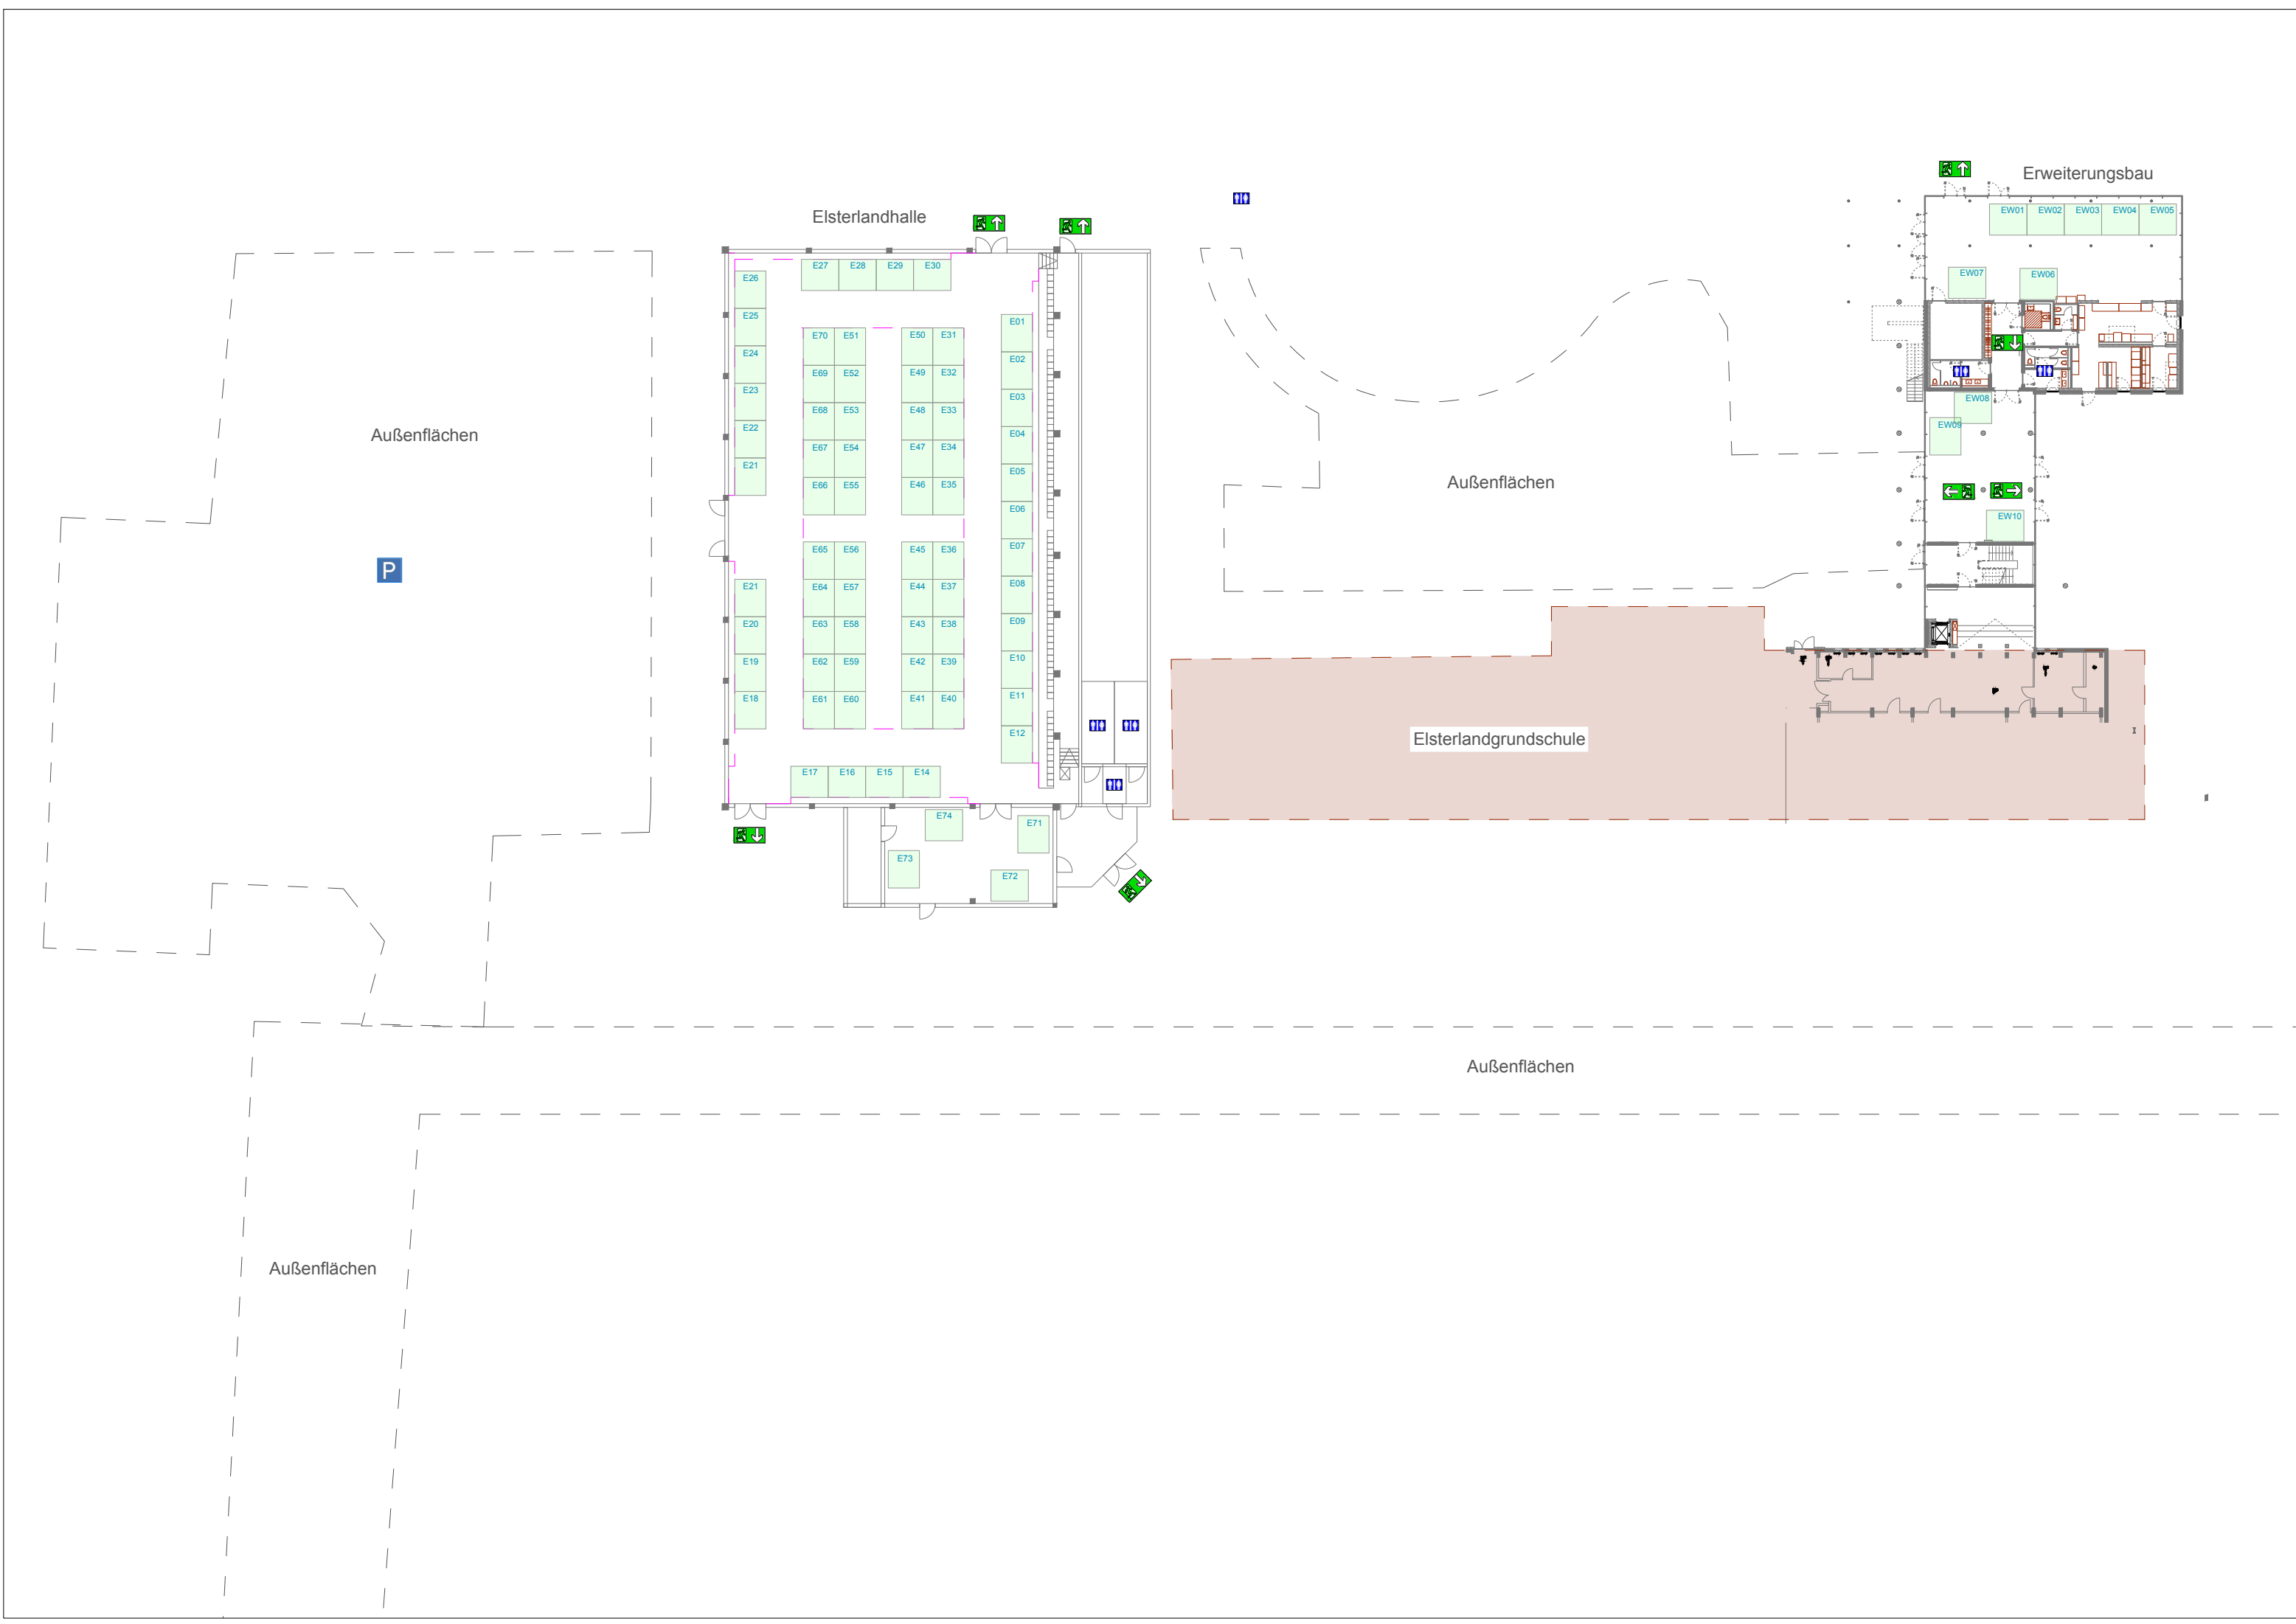 Erweiterungsbau
Elsterlandhalle
EW01 EW02 EW03 EW04 EW05
E27 E28 E29 E30
EW07 EW06
E26
E25
E24
E23
E22
E21
E01
E02
E03
E04
E05
E06
E07
E08
E09
E10
E11
E12
E70 E51 E50 E31
E69 E52 E49 E32
E68 E53 E48 E33
E67 E54 E47 E34
E66 E55 E46 E35
E65 E56 E45 E36
E64 E57 E44 E37
E63 E58 E43 E38
E62 E59 E42 E39
E61 E60 E41 E40
E21
E20
E19
E18
E17 E16 E15 E14
E74 E71
E73
E72
EW08
EW09
EW10
Außenflächen
P
Außenflächen
Elsterlandgrundschule
Außenflächen
Außenflächen